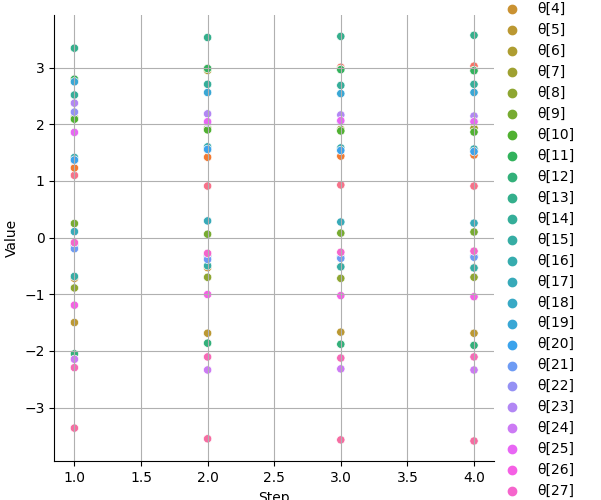 θ[4]
θ[5]
θ[6]
θ[7]
θ[8]
θ[9]
θ[10]
θ[11]
θ[12]
θ[13]
θ[14]
θ[15]
θ[16]
θ[17]
θ[18]
θ[19]
θ[20]
θ[21]
θ[22]
θ[23]
θ[24]
θ[25]
θ[26]
θ[27]
Value
3
2
1
0
−1
−2
−3
1.0 1.5 2.0 2.5 3.0 3.5 4.0
Step